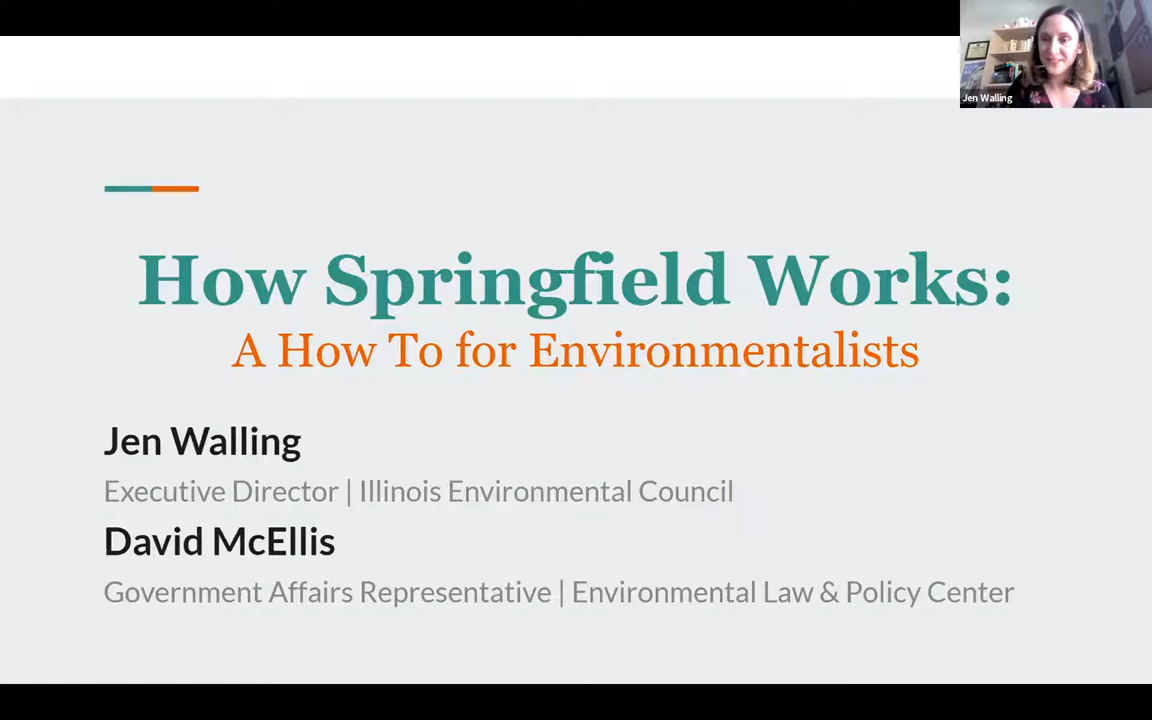 Jen Walling
How Springfield Works:
A How To for Environmentalists
Jen Walling
Executive Director | Illinois Environmental Council
David McEllis
Government Affairs Representative | Environmental Law & Policy Center